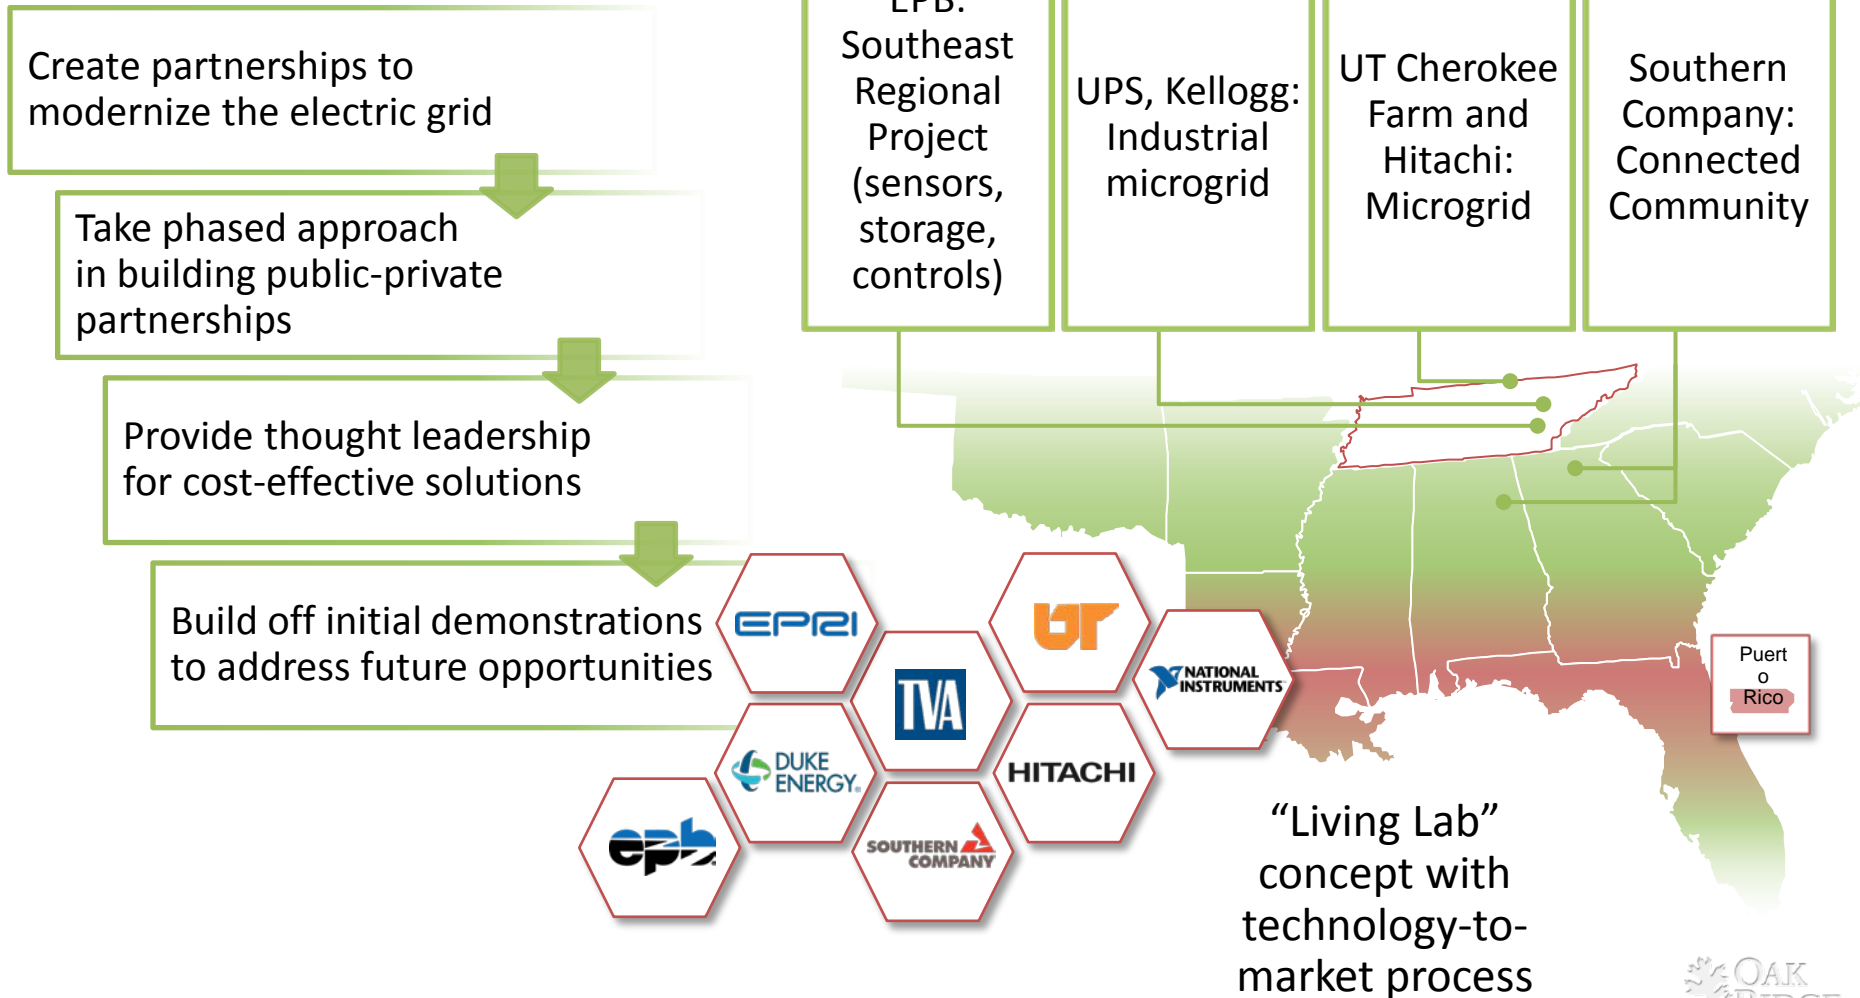 Create partnerships to
modernize the electric grid
Take phased approach
in building public-private
partnerships
Provide thought leadership
for cost-effective solutions
Build off initial demonstrations
to address future opportunities
EPB:
Southeast
Regional
Project
(sensors,
storage,
controls)
UPS, Kellogg:
Industrial
microgrid
UT Cherokee
Farm and
Hitachi:
Microgrid
Southern
Company:
Connected
Community
EPRI
UT
TVA
NATIONAL
INSTRUMENTS
DUKE
ENERGY®
HITACHI
epb
SOUTHERN
COMPANY
Puert
o
Rico
“Living Lab”
concept with
technology-to-
market process
OAK
RIDGE